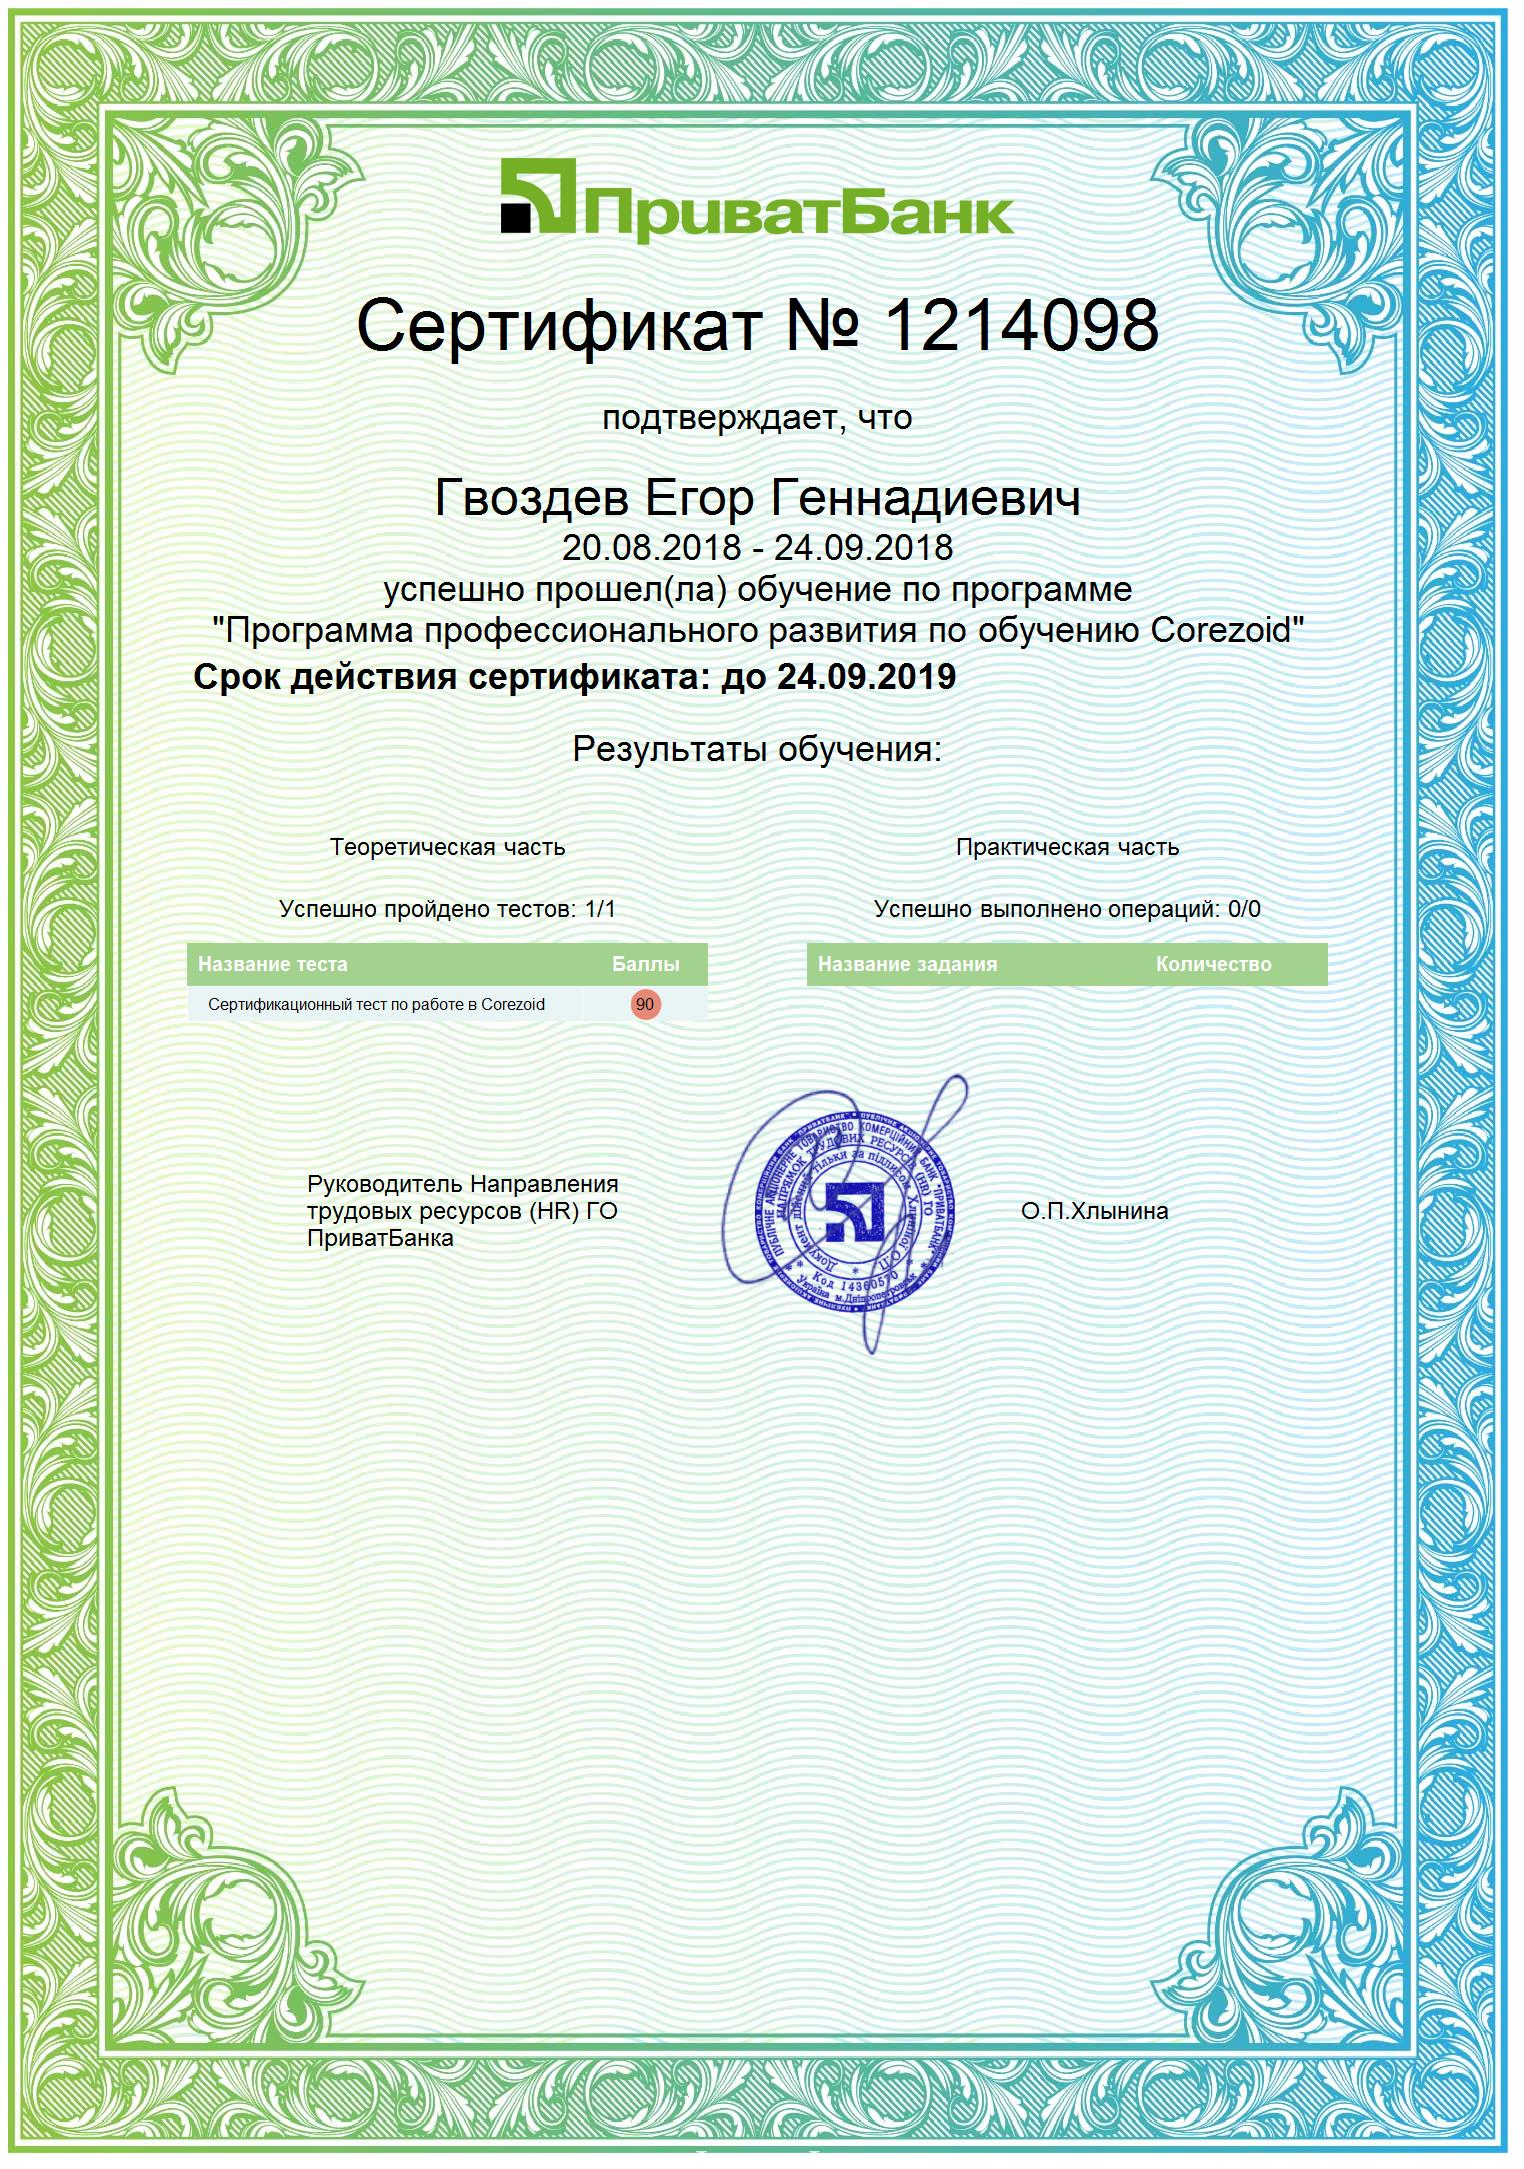 ПриватБанк
Сертификат № 1214098
подтверждает, что
Гвоздев Егор Геннадиевич
20.08.2018 - 24.09.2018
успешно прошел(ла) обучение по программе
"Программа профессионального развития по обучению Corezoid"
Срок действия сертификата: до 24.09.2019
Результаты обучения:
Теоретическая часть
Успешно пройдено тестов: 1/1
Название теста Баллы
Сертификационный тест по работе в Corezoid 90
Практическая часть
Успешно выполнено операций: 0/0
Название задания Количество
Руководитель Направления
трудовых ресурсов (HR) ГО
ПриватБанка
ПУБЛІЧНЕ АКЦІОНЕРНЕ ТОВАРИСТВО КОМЕРЦІЙНИЙ БАНК "ПРИВАТБАНК"
НАПРЯМОК ТРУДОВИХ РЕСУРСІВ (HR) ГО
Документ дійсний тільки за підписом Хлиніної О.П.
* Код 14360570 *
* Україна м.Дніпропетровськ *
О.П.Хлынина